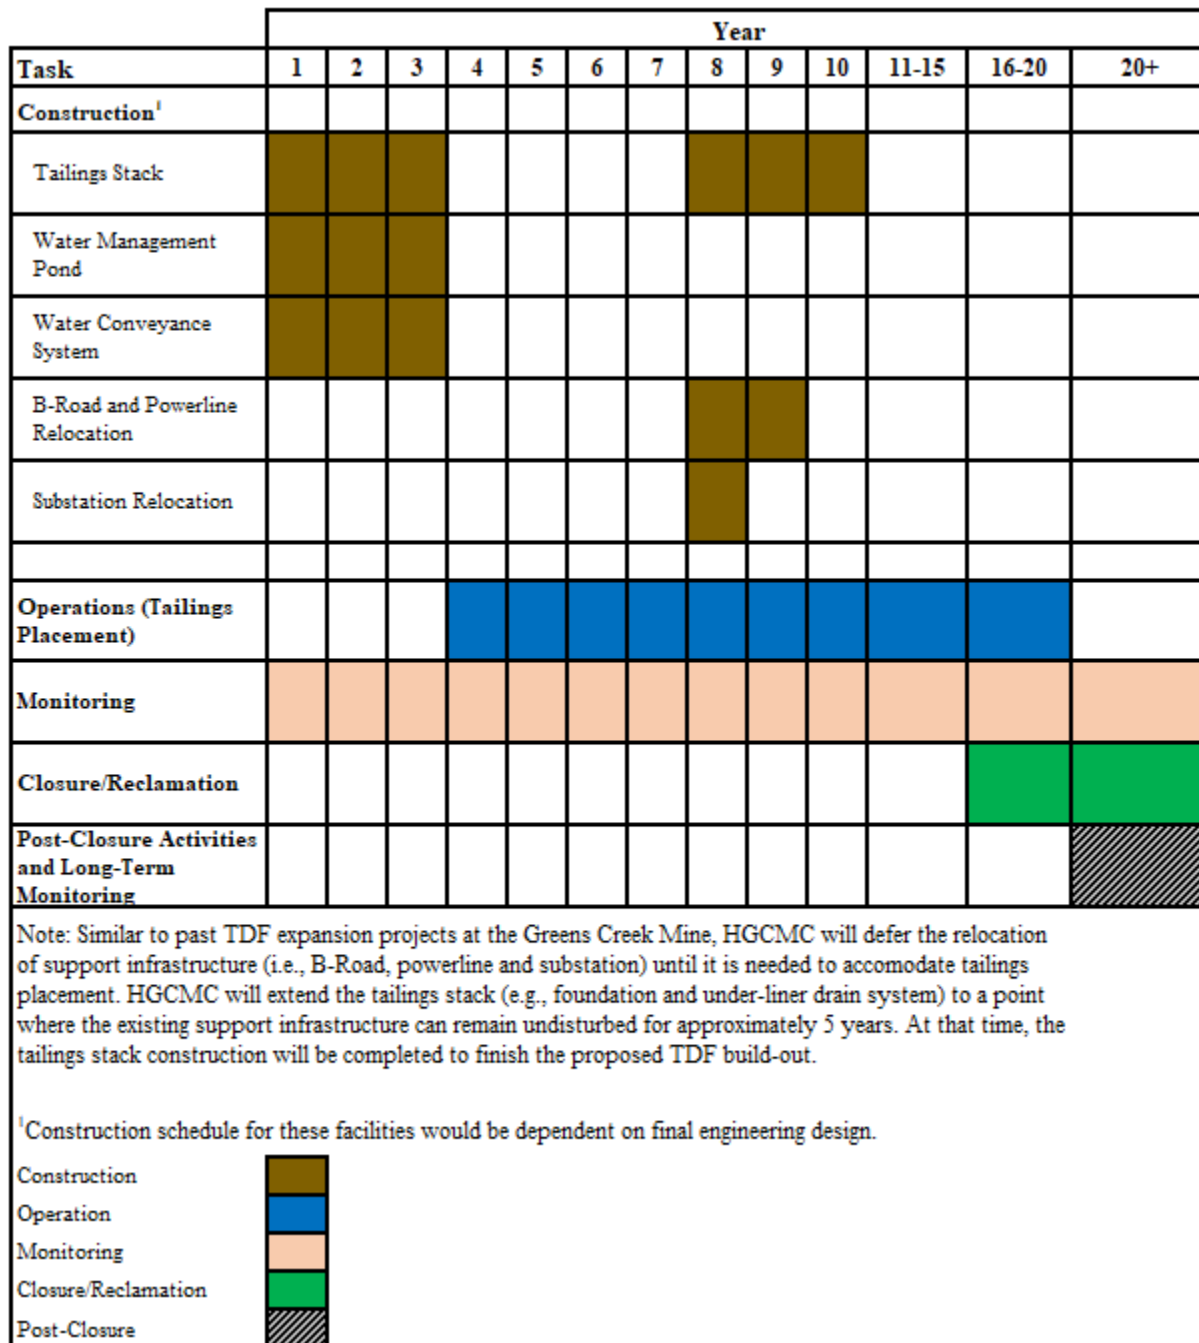 Year
Task 1 2 3 4 5 6 7 8 9 10 11-15 16-20 20+
Construction¹
Tailings Stack
Water Management
Pond
Water Conveyance
System
B-Road and Powerline
Relocation
Substation Relocation
Operations (Tailings
Placement)
Monitoring
Closure/Reclamation
Post-Closure Activities
and Long-Term
Monitoring
Note: Similar to past TDF expansion projects at the Greens Creek Mine, HGCMC will defer the relocation
of support infrastructure (i.e., B-Road, powerline and substation) until it is needed to accomodate tailings
placement. HGCMC will extend the tailings stack (e.g., foundation and under-liner drain system) to a point
where the existing support infrastructure can remain undisturbed for approximately 5 years. At that time, the
tailings stack construction will be completed to finish the proposed TDF build-out.
¹Construction schedule for these facilities would be dependent on final engineering design.
Construction
Operation
Monitoring
Closure/Reclamation
Post-Closure